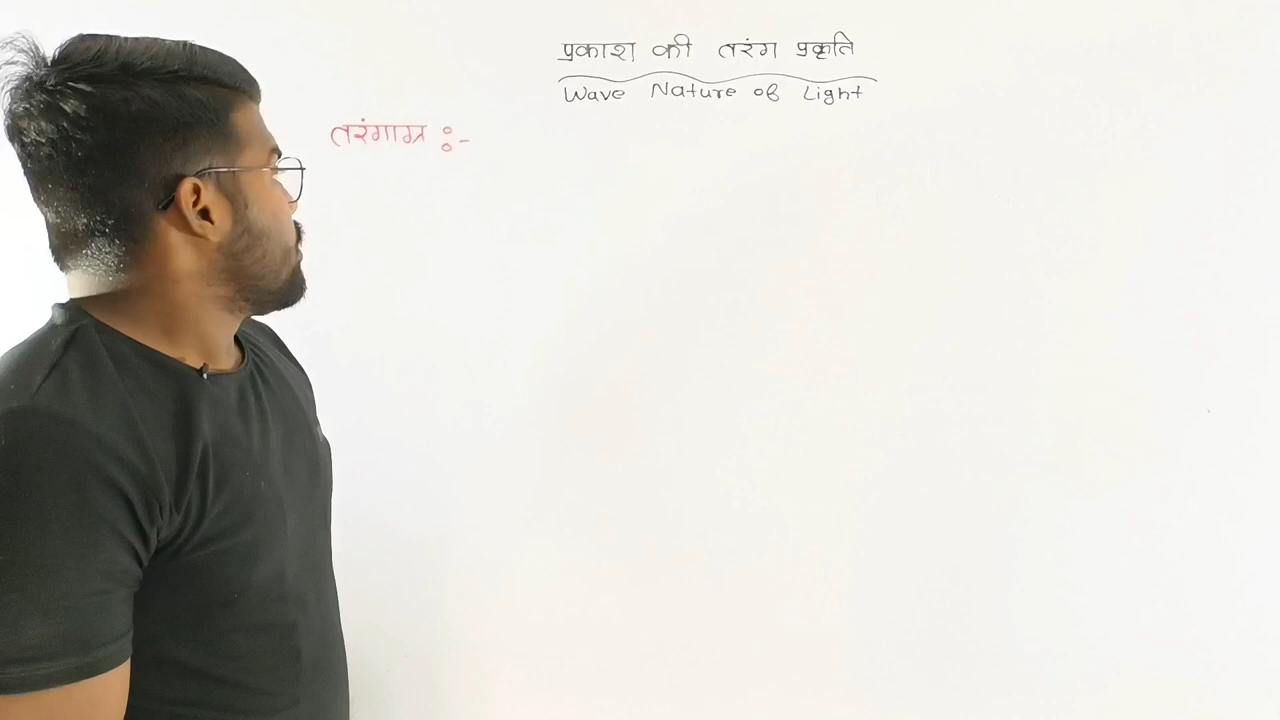 प्रकाश की तरंग प्रकृति
Wave Nature of Light
तरंगाग्र :-